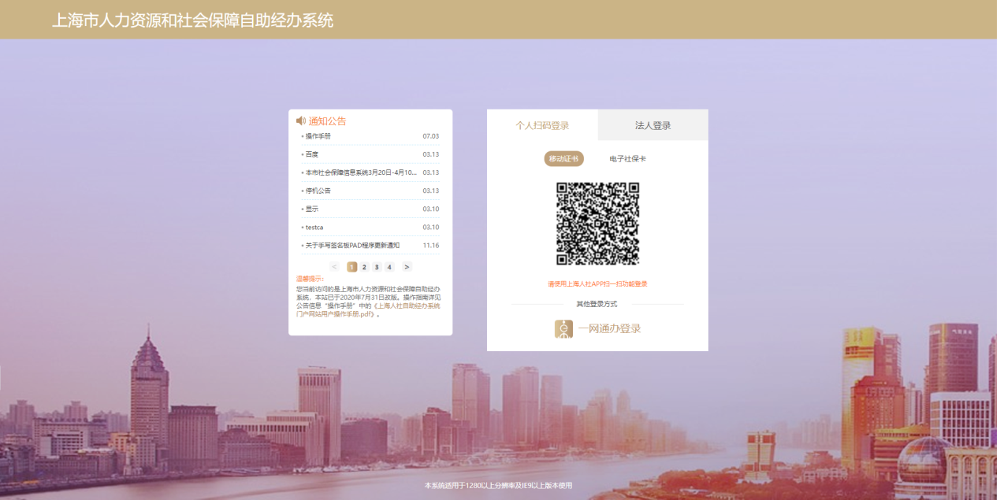 上海市人力资源和社会保障自助经办系统
通知公告
操作手册 07.03
百度 03.13
本市社会保障信息系统3月20日-4月10... 03.13
停机公告 03.13
显示 03.10
testca 03.10
关于手写签名板PAD程序更新通知 11.16
< 1 2 3 4 >
温馨提示:
您当前访问的是上海市人力资源和社会保障自助经办
系统，本站已于2020年7月31日改版。操作指南详见
公告信息“操作手册”中的《上海人社自助经办系统
门户网站用户操作手册.pdf》。
个人扫码登录 法人登录
移动证书 电子社保卡
请使用上海人社APP扫一扫功能登录
其他登录方式
一网通办登录
本系统适用于1280以上分辨率及IE9以上版本使用